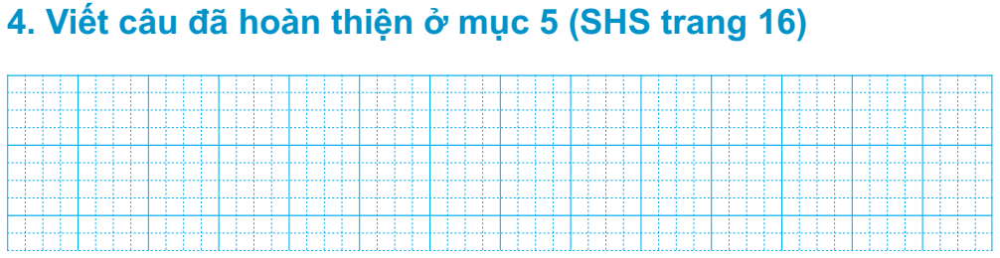 4. Viết câu đã hoàn thiện ở mục 5 (SHS trang 16)